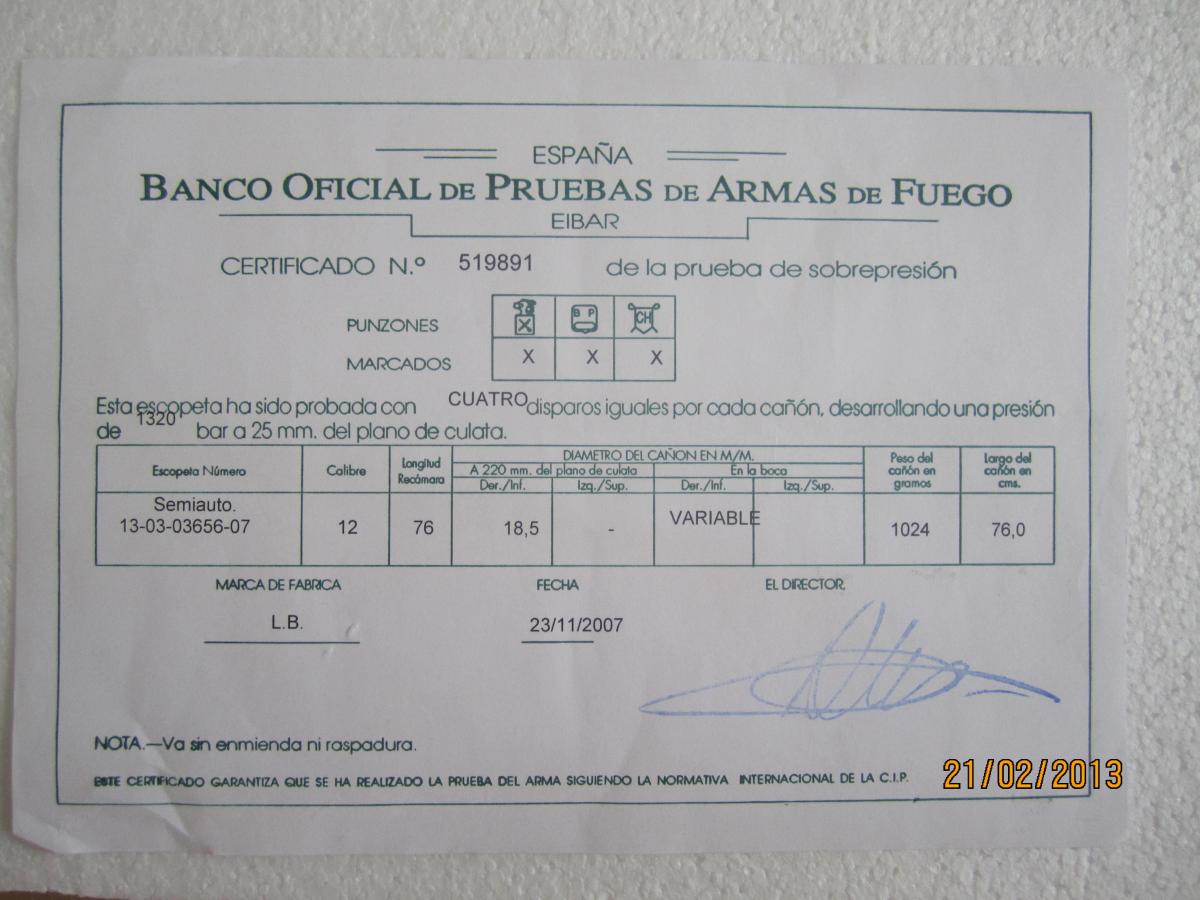 ESPAÑA
BANCO OFICIAL DE PRUEBAS DE ARMAS DE FUEGO
EIBAR
CERTIFICADO N.º 519891 de la prueba de sobrepresión
PUNZONES B P CH
MARCADOS X X X
Esta escopeta ha sido probada con CUATRO disparos iguales por cada cañón, desarrollando una presión
de 1320 bar a 25 mm. del plano de culata.
Escopeta Número Calibre Longitud Recámara DIAMETRO DEL CAÑON EN M/M. Peso del cañón en gramos Largo del cañón en cms.
A 220 mm. del plano de culata En la boca
Der./Inf. Izq./Sup. Der./Inf. Izq./Sup.
Semiauto.
13-03-03656-07 12 76 18,5 - VARIABLE 1024 76,0
MARCA DE FABRICA FECHA EL DIRECTOR,
L.B. 23/11/2007
NOTA.—Va sin enmienda ni raspadura.
ESTE CERTIFICADO GARANTIZA QUE SE HA REALIZADO LA PRUEBA DEL ARMA SIGUIENDO LA NORMATIVA INTERNACIONAL DE LA C.I.P.
21/02/2013